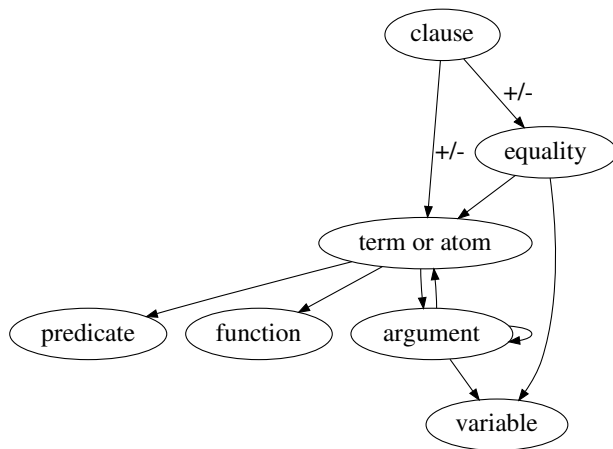 clause
+/-
+/-
equality
term or atom
predicate
function
argument
variable